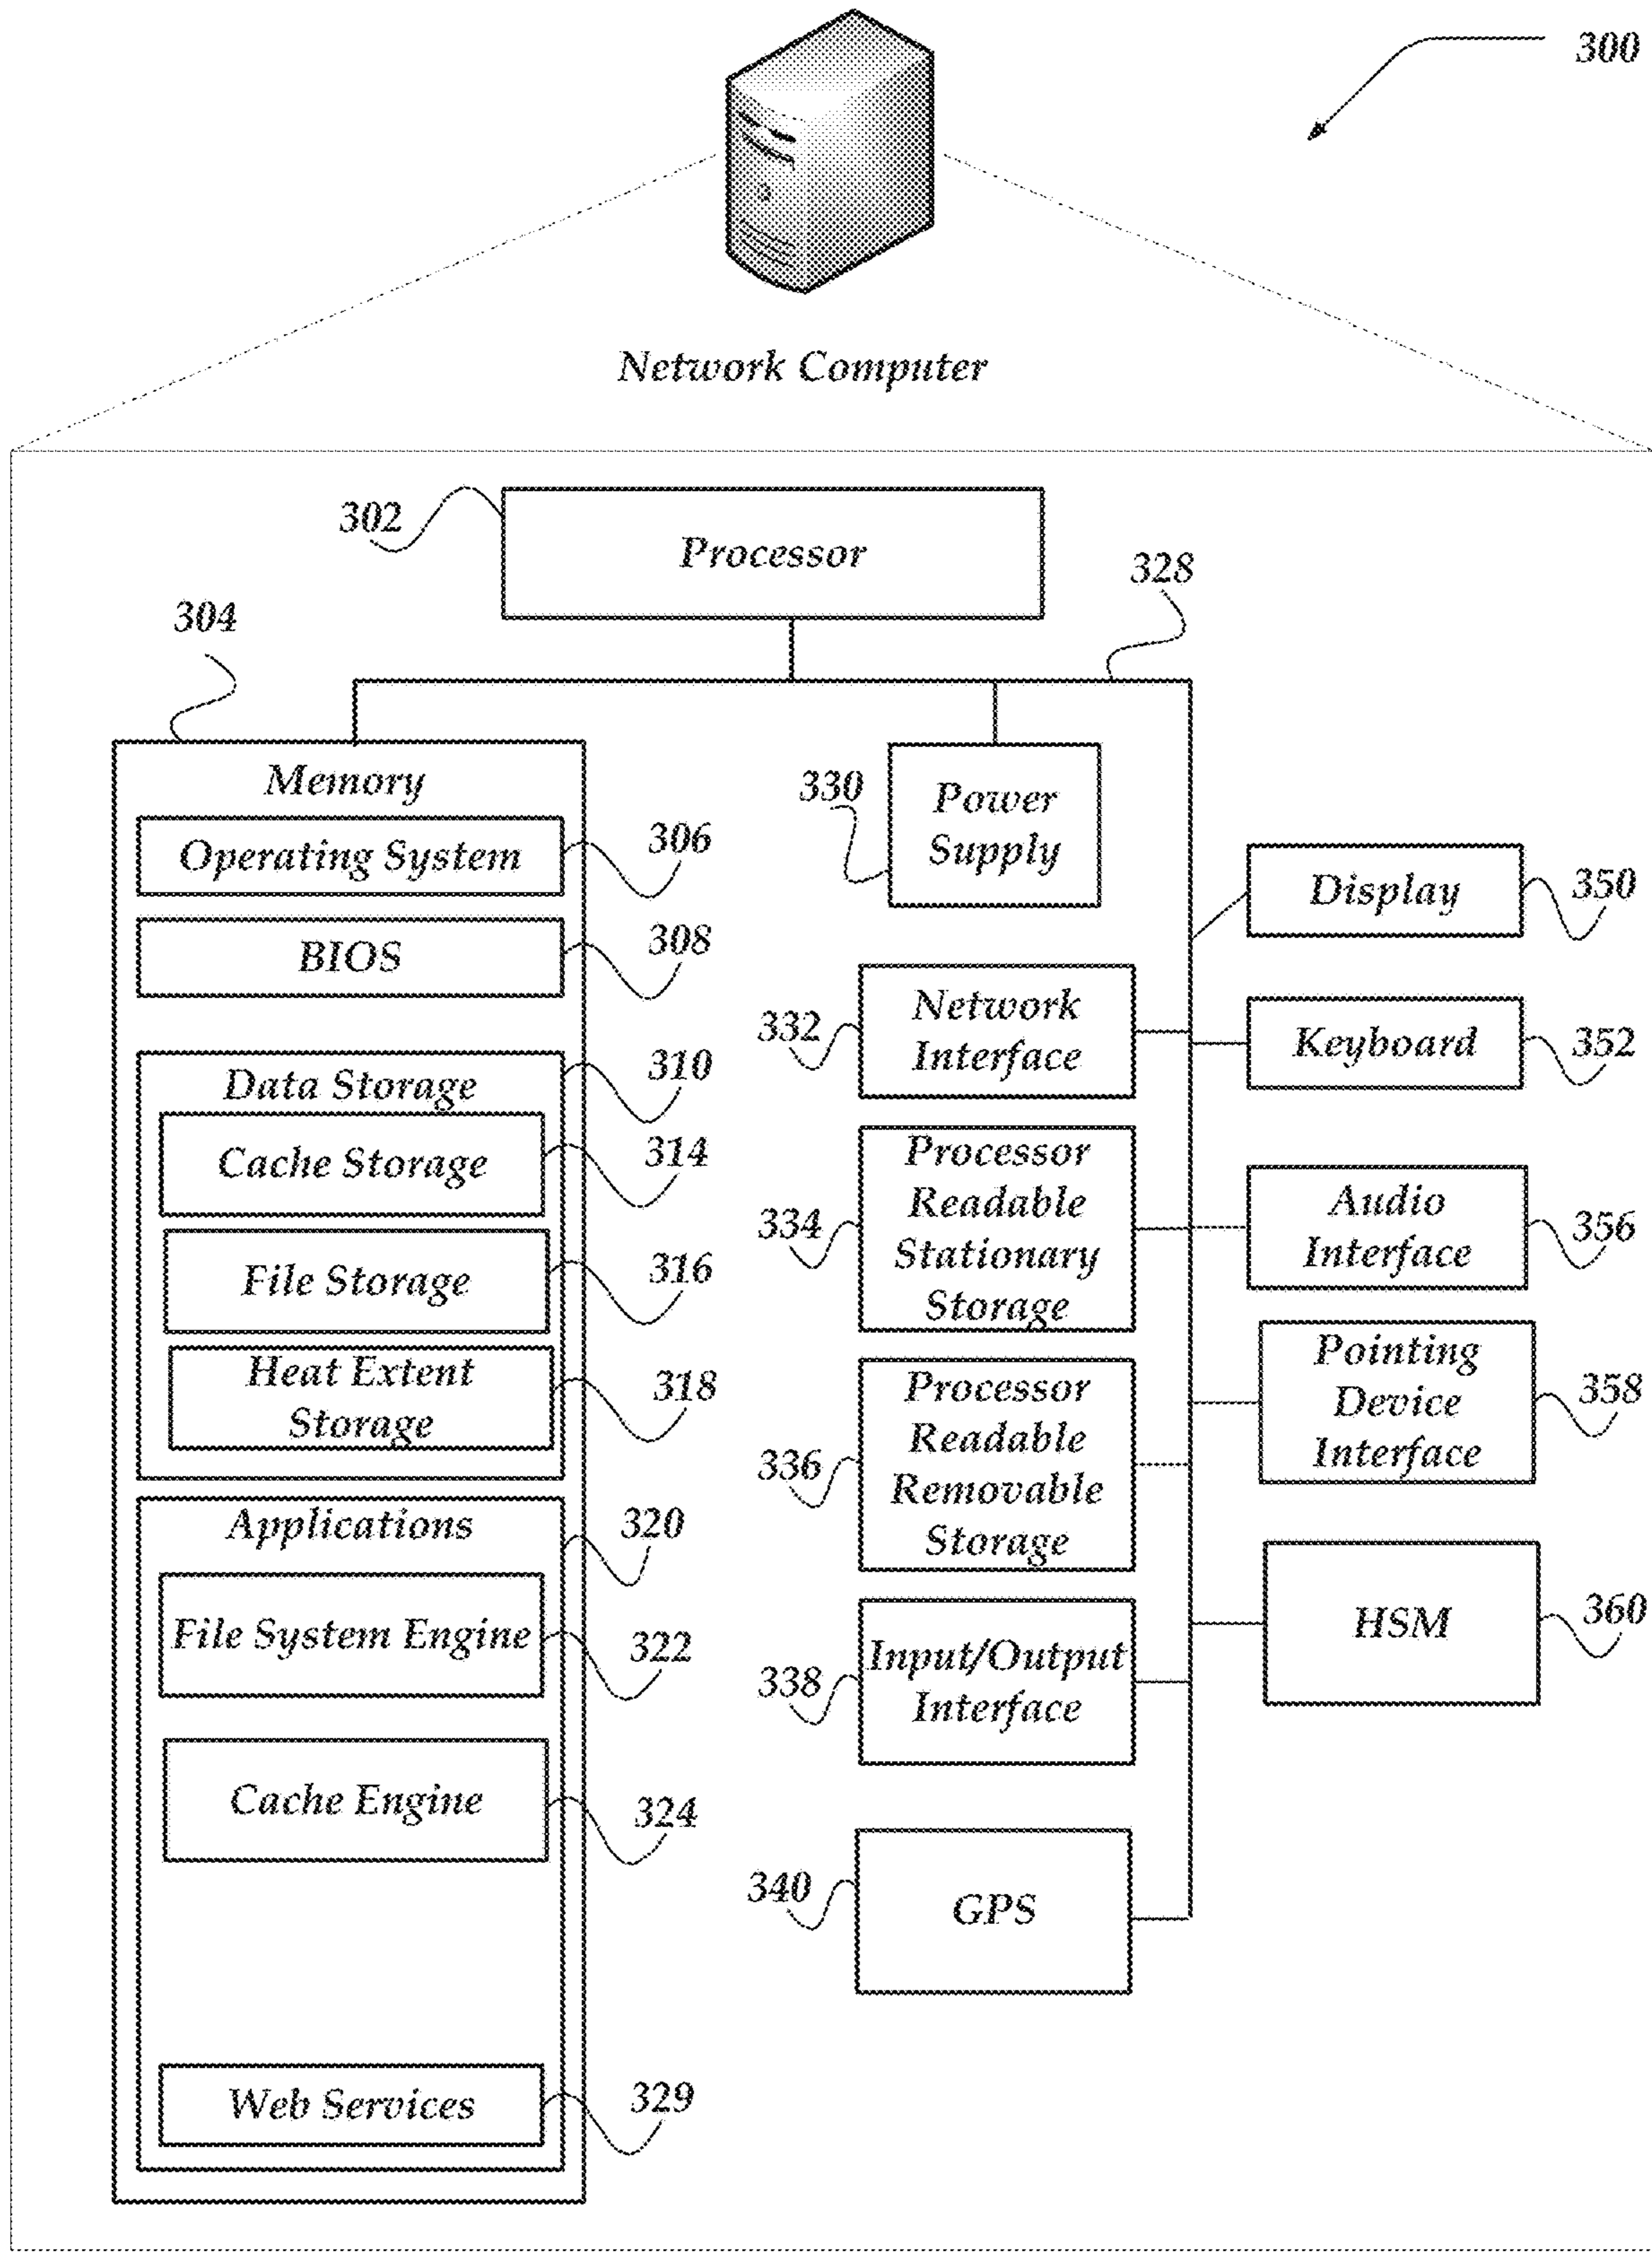 300
Network Computer
302
Processor
328
304
Memory
Operating System
306
BIOS
308
Data Storage
310
Cache Storage
314
File Storage
316
Heat Extent
Storage
318
Applications
320
File System Engine
322
Cache Engine
324
Web Services
329
330
Power
Supply
332
Network
Interface
334
Processor
Readable
Stationary
Storage
336
Processor
Readable
Removable
Storage
338
Input/Output
Interface
340
GPS
Display
350
Keyboard
352
Audio
Interface
356
Pointing
Device
Interface
358
HSM
360